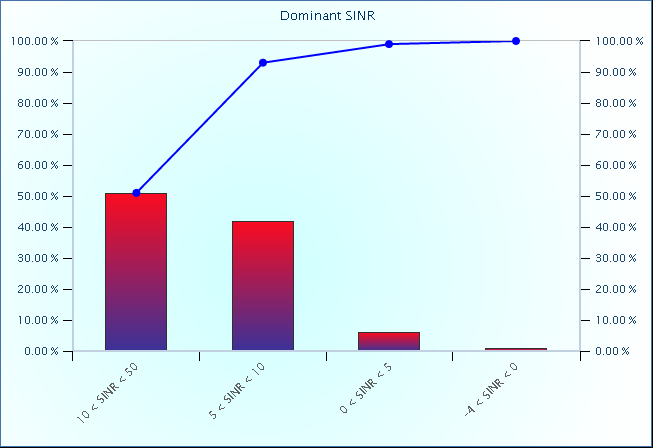 Dominant SINR
100.00 % 100.00 %
90.00 % 90.00 %
80.00 % 80.00 %
70.00 % 70.00 %
60.00 % 60.00 %
50.00 % 50.00 %
40.00 % 40.00 %
30.00 % 30.00 %
20.00 % 20.00 %
10.00 % 10.00 %
0.00 % 0.00 %
10 < SINR < 50
5 < SINR < 10
0 < SINR < 5
-4 < SINR < 0